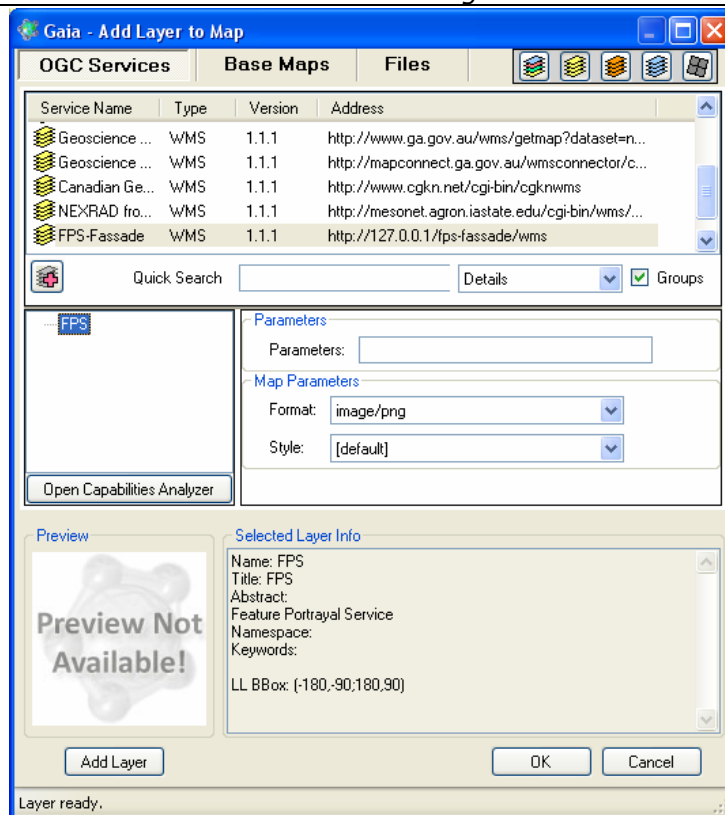 Gaia - Add Layer to Map
OGC Services Base Maps Files
Service Name Type Version Address
Geoscience ... WMS 1.1.1 http://www.ga.gov.au/wms/getmap?dataset=n...
Geoscience ... WMS 1.1.1 http://mapconnect.ga.gov.au/wmsconnector/c...
Canadian Ge... WMS 1.1.1 http://www.cgkn.net/cgi-bin/cgknwms
NEXRAD fro... WMS 1.1.1 http://mesonet.agron.iastate.edu/cgi-bin/wms/...
FPS-Fassade WMS 1.1.1 http://127.0.0.1/fps-fassade/wms
Quick Search Details Groups
FPS
Parameters
Parameters:
Map Parameters
Format: image/png
Style: [default]
Open Capabilities Analyzer
Preview
Preview Not
Available!
Selected Layer Info
Name: FPS
Title: FPS
Abstract:
Feature Portrayal Service
Namespace:
Keywords:
LL BBox: (-180,-90;180,90)
Add Layer OK Cancel
Layer ready.